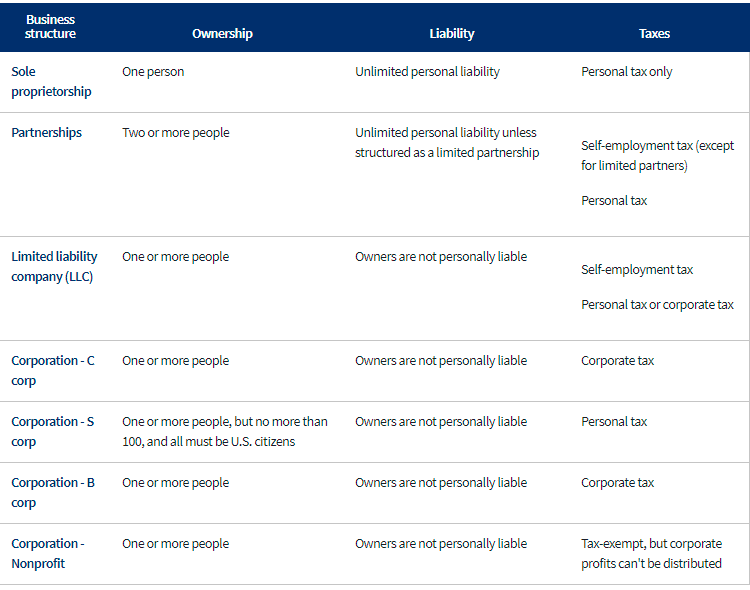 Business
structure
Ownership
Liability
Taxes
Sole
proprietorship
One person
Unlimited personal liability
Personal tax only
Partnerships
Two or more people
Unlimited personal liability unless
structured as a limited partnership
Self-employment tax (except
for limited partners)
Personal tax
Limited liability
company (LLC)
One or more people
Owners are not personally liable
Self-employment tax
Personal tax or corporate tax
Corporation - C
corp
One or more people
Owners are not personally liable
Corporate tax
Corporation - S
corp
One or more people, but no more than
100, and all must be U.S. citizens
Owners are not personally liable
Personal tax
Corporation - B
corp
One or more people
Owners are not personally liable
Corporate tax
Corporation -
Nonprofit
One or more people
Owners are not personally liable
Tax-exempt, but corporate
profits can't be distributed